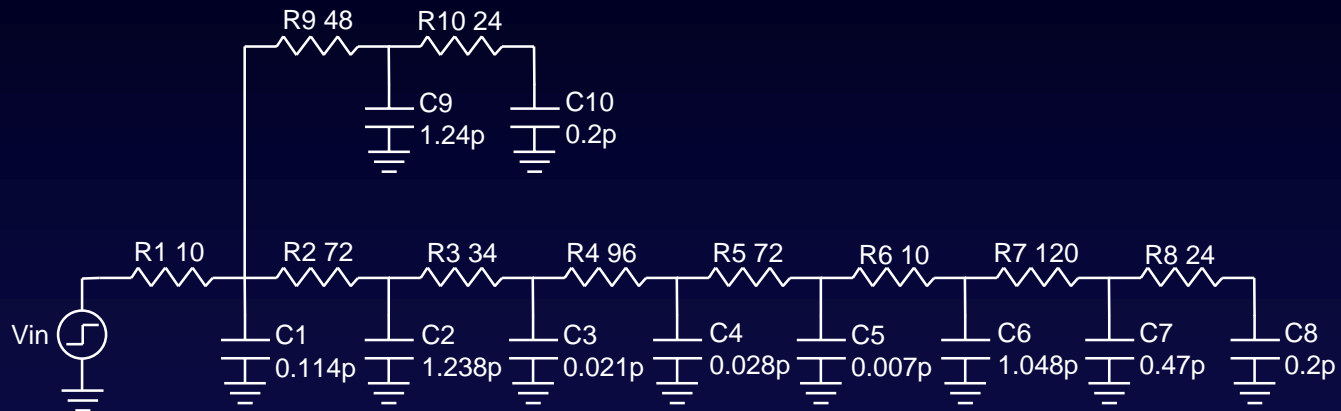 R9 48
R10 24
C9
1.24p
C10
0.2p
R1 10
R2 72
R3 34
R4 96
R5 72
R6 10
R7 120
R8 24
Vin
C1
0.114p
C2
1.238p
C3
0.021p
C4
0.028p
C5
0.007p
C6
1.048p
C7
0.47p
C8
0.2p